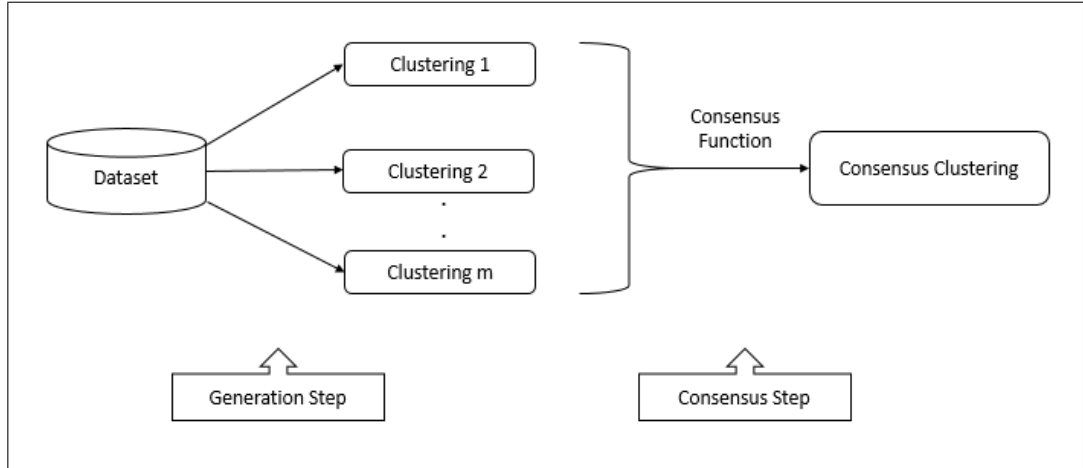 Clustering 1
Consensus
Function
Dataset
Clustering 2
Consensus Clustering
.
.
Clustering m
Generation Step
Consensus Step